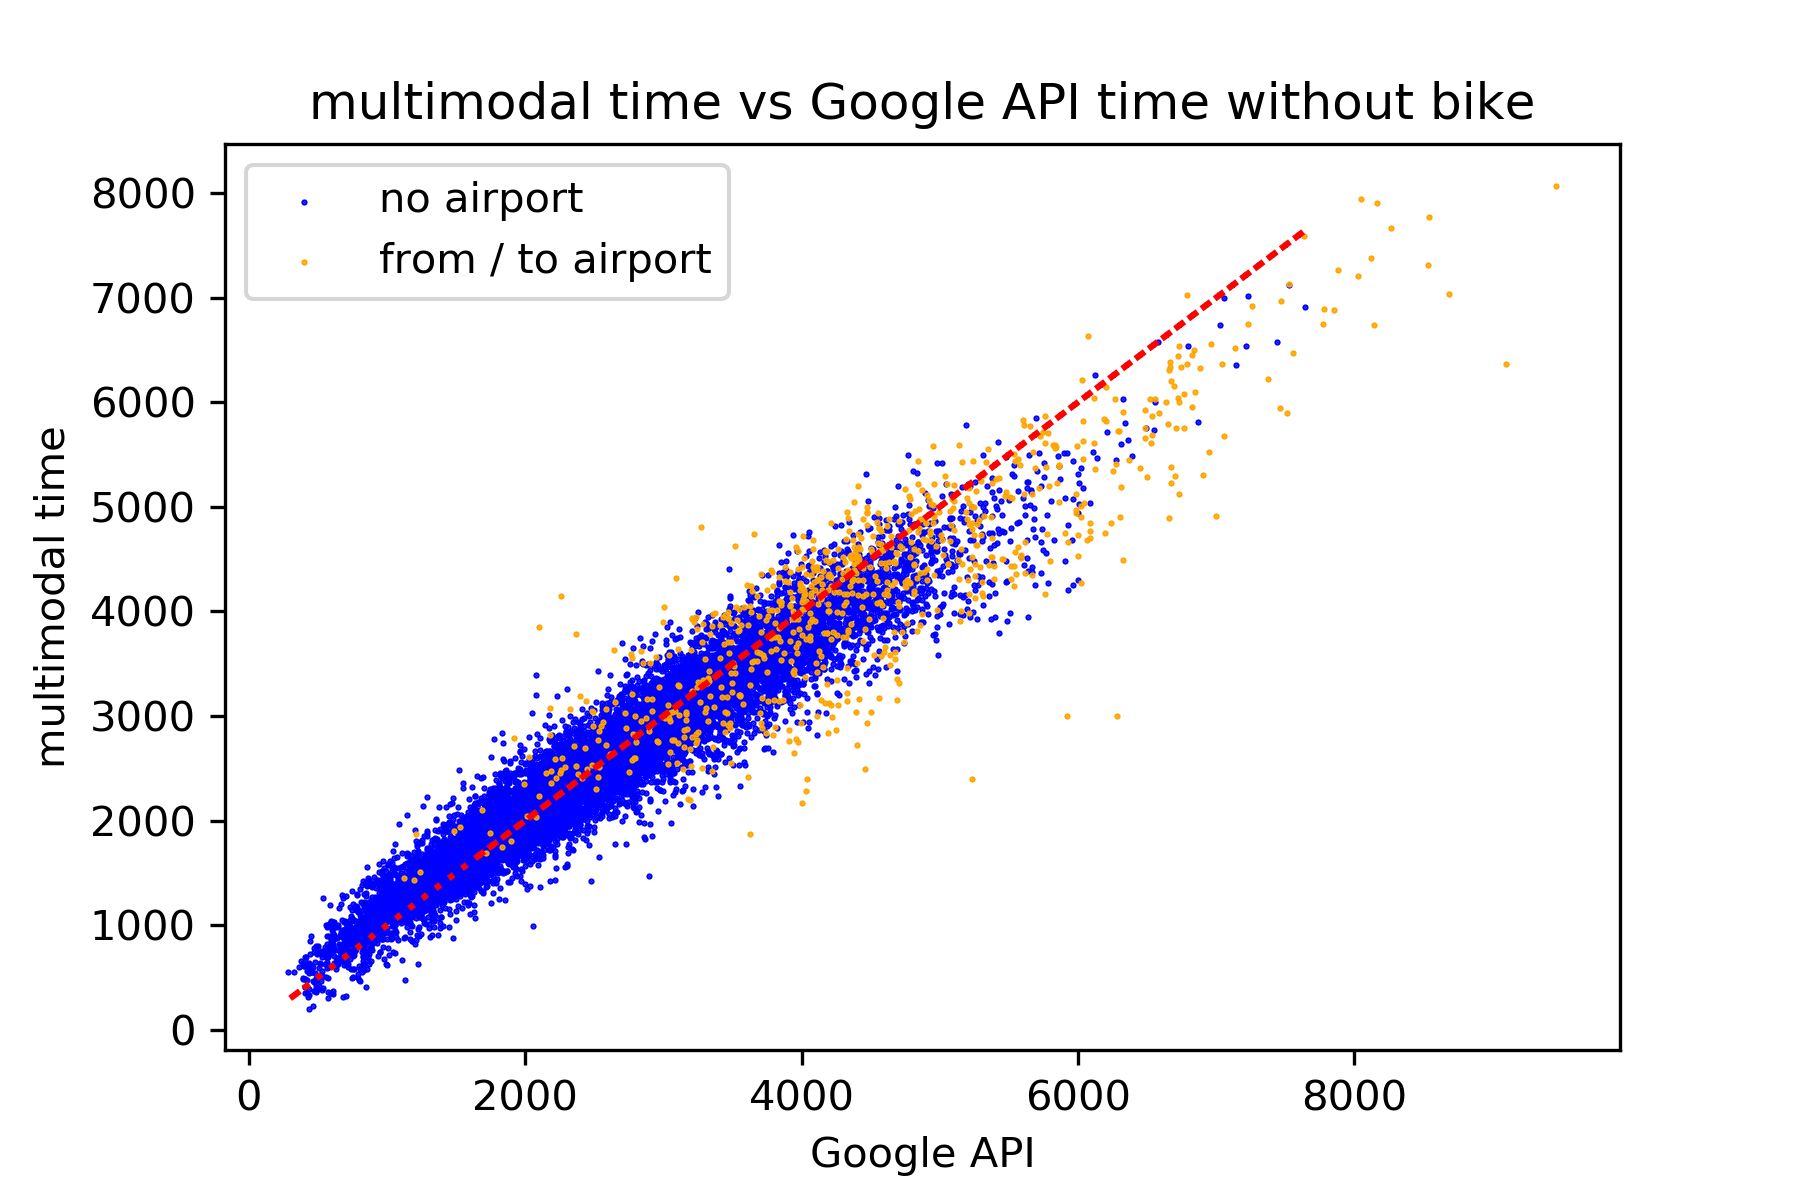 multimodal time vs Google API time without bike
no airport
from / to airport
8000
7000
6000
5000
4000
3000
2000
1000
0
multimodal time
0 2000 4000 6000 8000
Google API